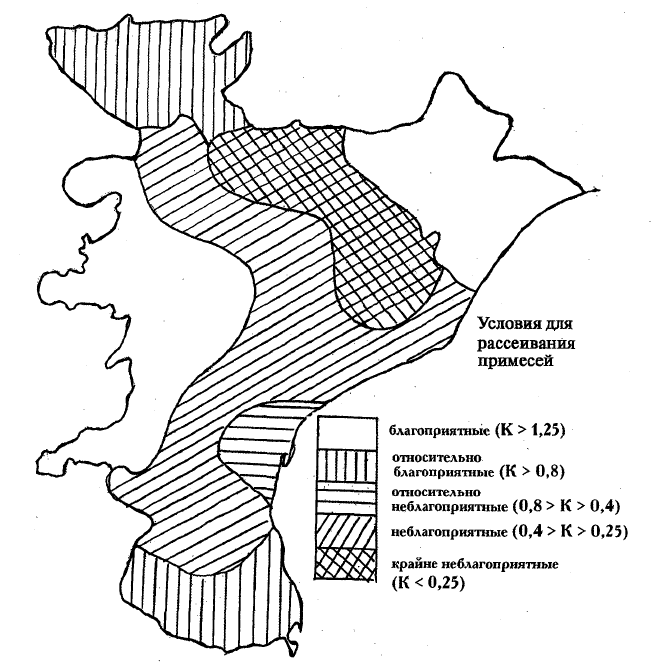 Условия для
рассеивания
примесей
благоприятные (К > 1,25)
относительно
благоприятные (К > 0,8)
относительно
неблагоприятные (0,8 > К > 0,4)
неблагоприятные (0,4 > К > 0,25)
крайне неблагоприятные
(К < 0,25)